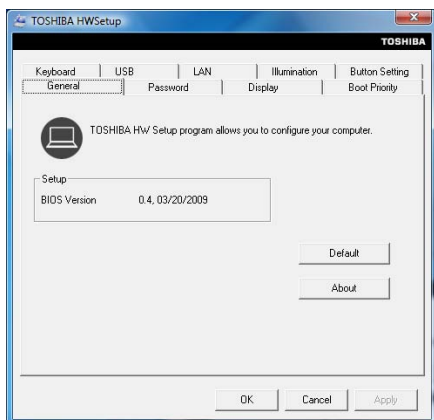 TOSHIBA HWSetup
TOSHIBA
Keyboard USB LAN Illumination Button Setting
General Password Display Boot Priority
TOSHIBA HW Setup program allows you to configure your computer.
Setup
BIOS Version 0.4, 03/20/2009
Default
About
OK Cancel Apply